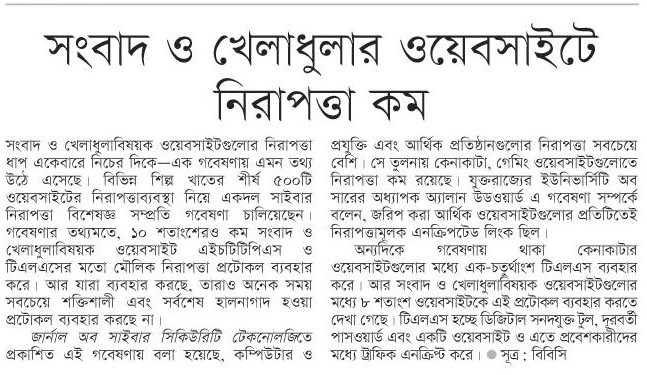 সংবাদ ও খেলাধুলার ওয়েবসাইটে
নিরাপত্তা কম
সংবাদ ও খেলাধুলাবিষয়ক ওয়েবসাইটগুলোর নিরাপত্তা
ধাপ একেবারে নিচের দিকে—এক গবেষণায় এমন তথ্য
উঠে এসেছে। বিভিন্ন শিল্প খাতের শীর্ষ ৫০০টি
ওয়েবসাইটের নিরাপত্তাব্যবস্থা নিয়ে একদল সাইবার
নিরাপত্তা বিশেষজ্ঞ সম্প্রতি গবেষণা চালিয়েছেন।
গবেষণার তথ্যমতে, ১০ শতাংশেরও কম সংবাদ ও
খেলাধুলাবিষয়ক ওয়েবসাইট এইচটিটিপিএস ও
টিএলএসের মতো মৌলিক নিরাপত্তা প্রটোকল ব্যবহার
করে। আর যারা ব্যবহার করছে, তারাও অনেক সময়
সবচেয়ে শক্তিশালী এবং সর্বশেষ হালনাগাদ হওয়া
প্রটোকল ব্যবহার করছে না।
জার্নাল অব সাইবার সিকিউরিটি টেকনোলজিতে
প্রকাশিত এই গবেষণায় বলা হয়েছে, কম্পিউটার ও
প্রযুক্তি এবং আর্থিক প্রতিষ্ঠানগুলোর নিরাপত্তা সবচেয়ে
বেশি। সে তুলনায় কেনাকাটা, গেমিং ওয়েবসাইটগুলোতে
নিরাপত্তা কম রয়েছে। যুক্তরাজ্যের ইউনিভার্সিটি অব
সারের অধ্যাপক অ্যালান উডওয়ার্ড এ গবেষণা সম্পর্কে
বলেন, জরিপ করা আর্থিক ওয়েবসাইটগুলোর প্রতিটিতেই
নিরাপত্তামূলক এনক্রিপটেড লিংক ছিল।
অন্যদিকে গবেষণায় থাকা কেনাকাটার
ওয়েবসাইটগুলোর মধ্যে এক-চতুর্থাংশ টিএলএস ব্যবহার
করে। আর সংবাদ ও খেলাধুলাবিষয়ক ওয়েবসাইটগুলোর
মধ্যে ৮ শতাংশ ওয়েবসাইটকে এই প্রটোকল ব্যবহার করতে
দেখা গেছে। টিএলএস হচ্ছে ডিজিটাল সনদযুক্ত টুল, দূরবর্তী
পাসওয়ার্ড এবং একটি ওয়েবসাইট ও এতে প্রবেশকারীদের
মধ্যে ট্রাফিক এনক্রিপ্ট করে। ● সূত্র : বিবিসি